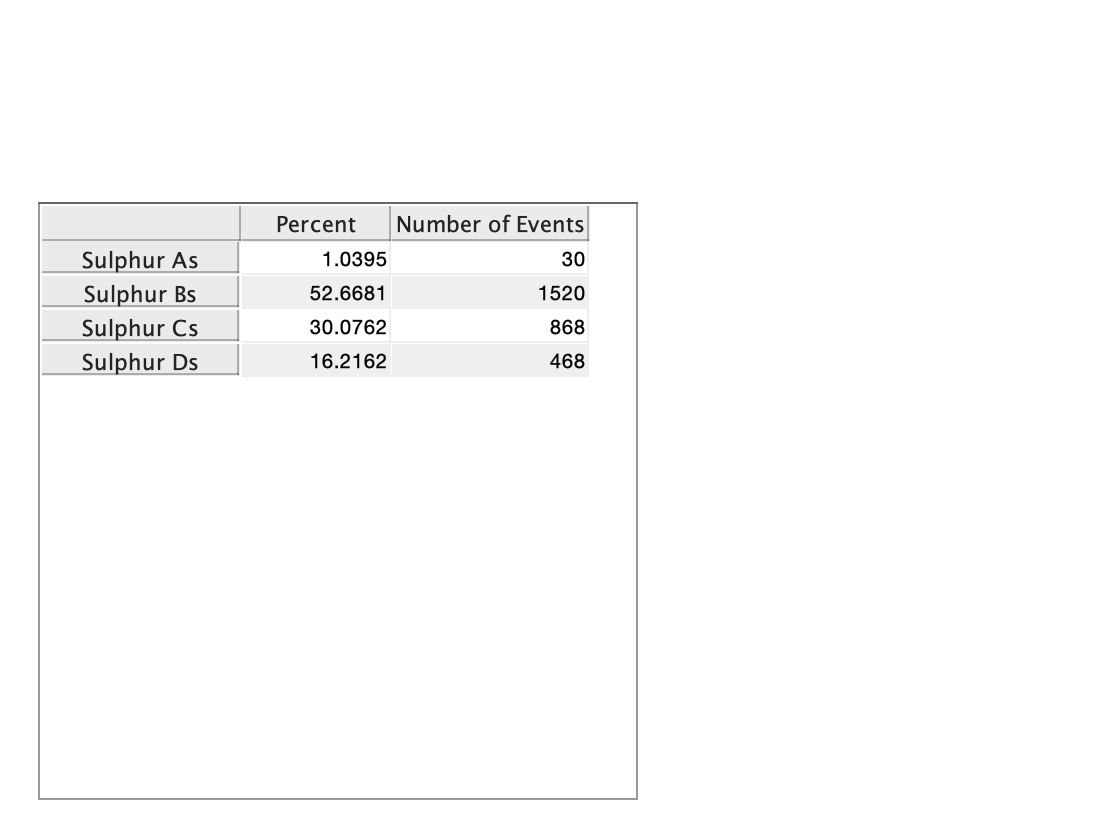 Percent Number of Events
Sulphur As 1.0395 30
Sulphur Bs 52.6681 1520
Sulphur Cs 30.0762 868
Sulphur Ds 16.2162 468